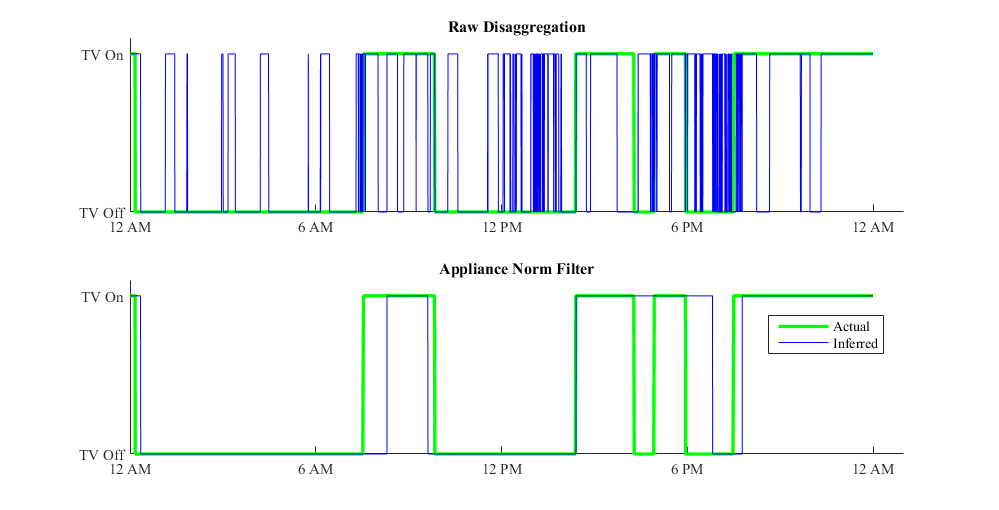 Raw Disaggregation
TV On
TV Off
12 AM 6 AM 12 PM 6 PM 12 AM
Appliance Norm Filter
TV On
Actual
Inferred
TV Off
12 AM 6 AM 12 PM 6 PM 12 AM